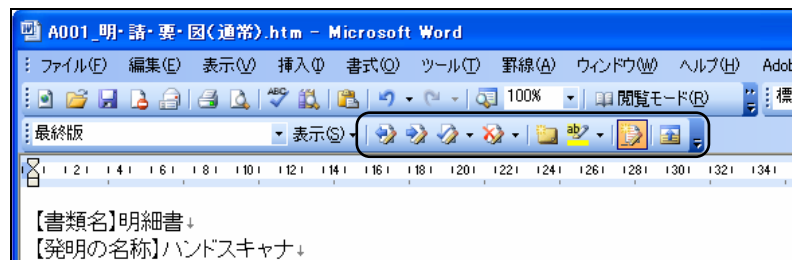 A001_明・請・要・図(通常).htm - Microsoft Word
ファイル(F) 編集(E) 表示(V) 挿入(I) 書式(O) ツール(T) 罫線(A) ウィンドウ(W) ヘルプ(H) Adob
ABC 100% 閲覧モード(R) 標
最終版 表示(S) ab
2 4 6 8 10 12 14 16 18 20 22 24 26 28 30 32 34
【書類名】明細書↓
【発明の名称】ハンドスキャナ↓